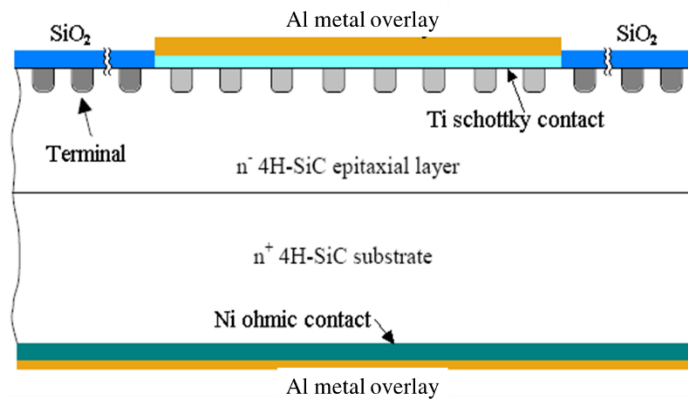 Al metal overlay
SiO₂
SiO₂
Ti schottky contact
Terminal
n⁻ 4H-SiC epitaxial layer
n⁺ 4H-SiC substrate
Ni ohmic contact
Al metal overlay